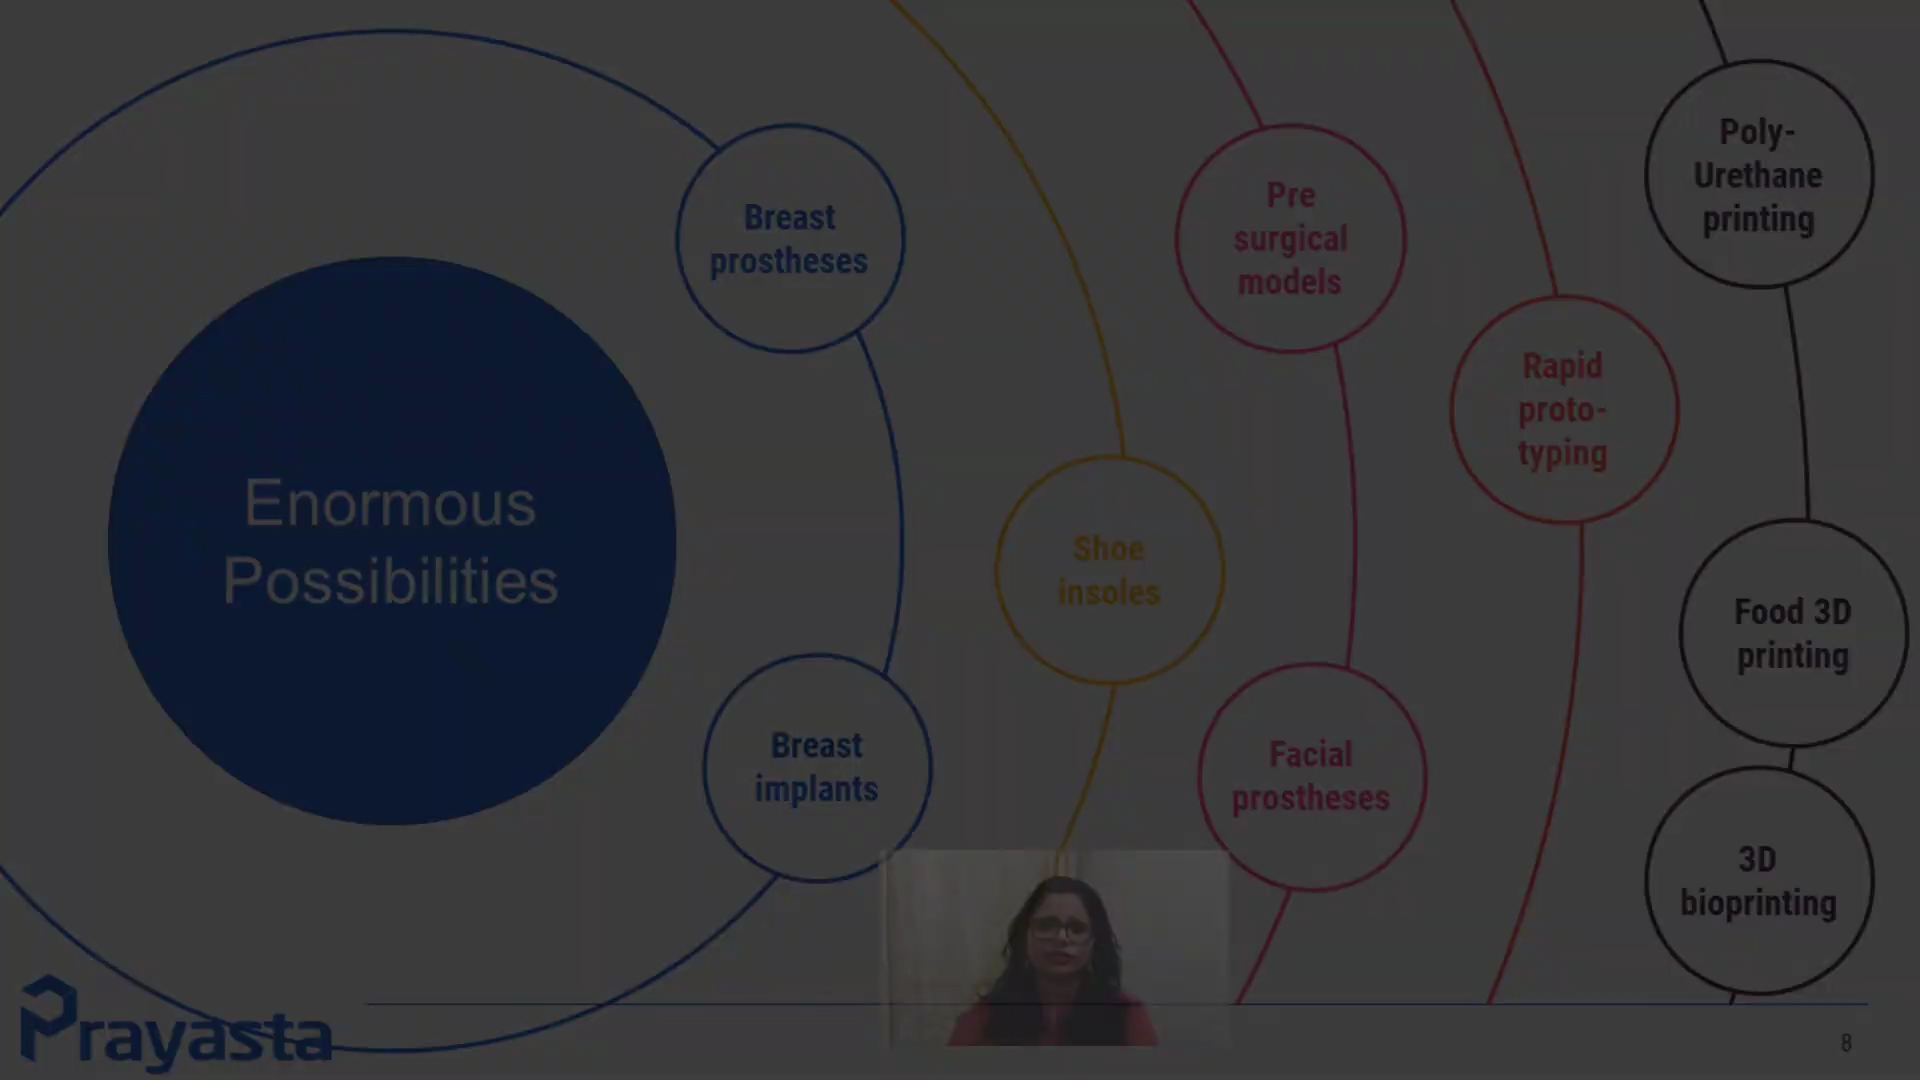 Enormous
Possibilities
Breast
prostheses
Breast
implants
Shoe
insoles
Pre
surgical
models
Facial
prostheses
Rapid
proto-
typing
Poly-
Urethane
printing
Food 3D
printing
3D
bioprinting
Prayasta
8